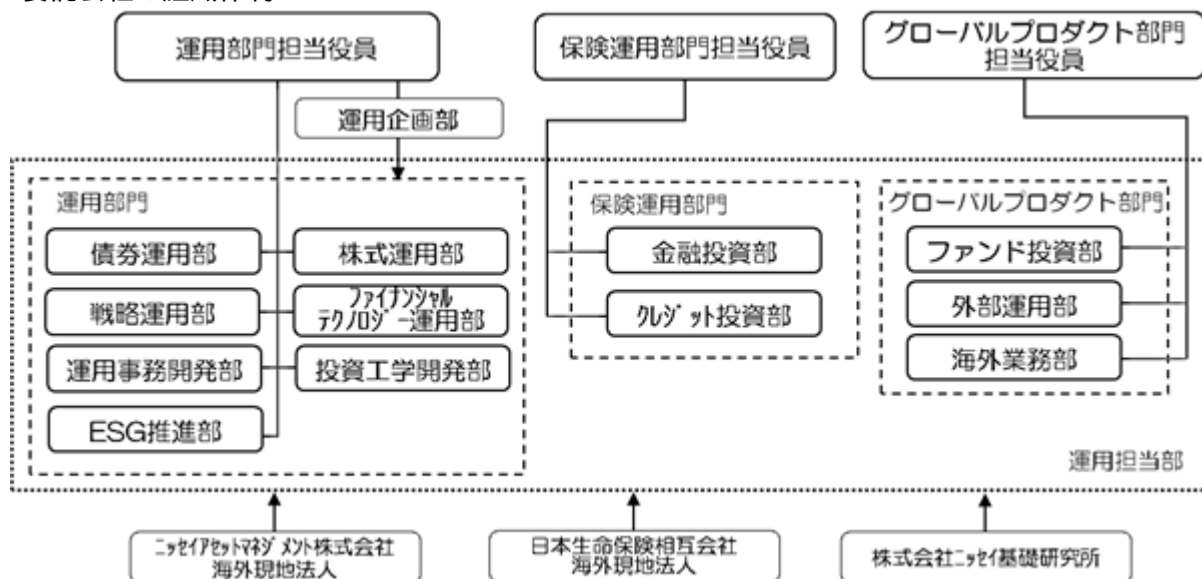 運用部門担当役員
保険運用部門担当役員
グローバルプロダクト部門
担当役員
運用企画部
運用部門
債券運用部
株式運用部
戦略運用部
ファイナンシャル
テクノロジー運用部
運用事務開発部
投資工学開発部
ESG推進部
保険運用部門
金融投資部
クレジット投資部
グローバルプロダクト部門
ファンド投資部
外部運用部
海外業務部
運用担当部
ニッセイアセットマネジメント株式会社
海外現地法人
日本生命保険相互会社
海外現地法人
株式会社ニッセイ基礎研究所